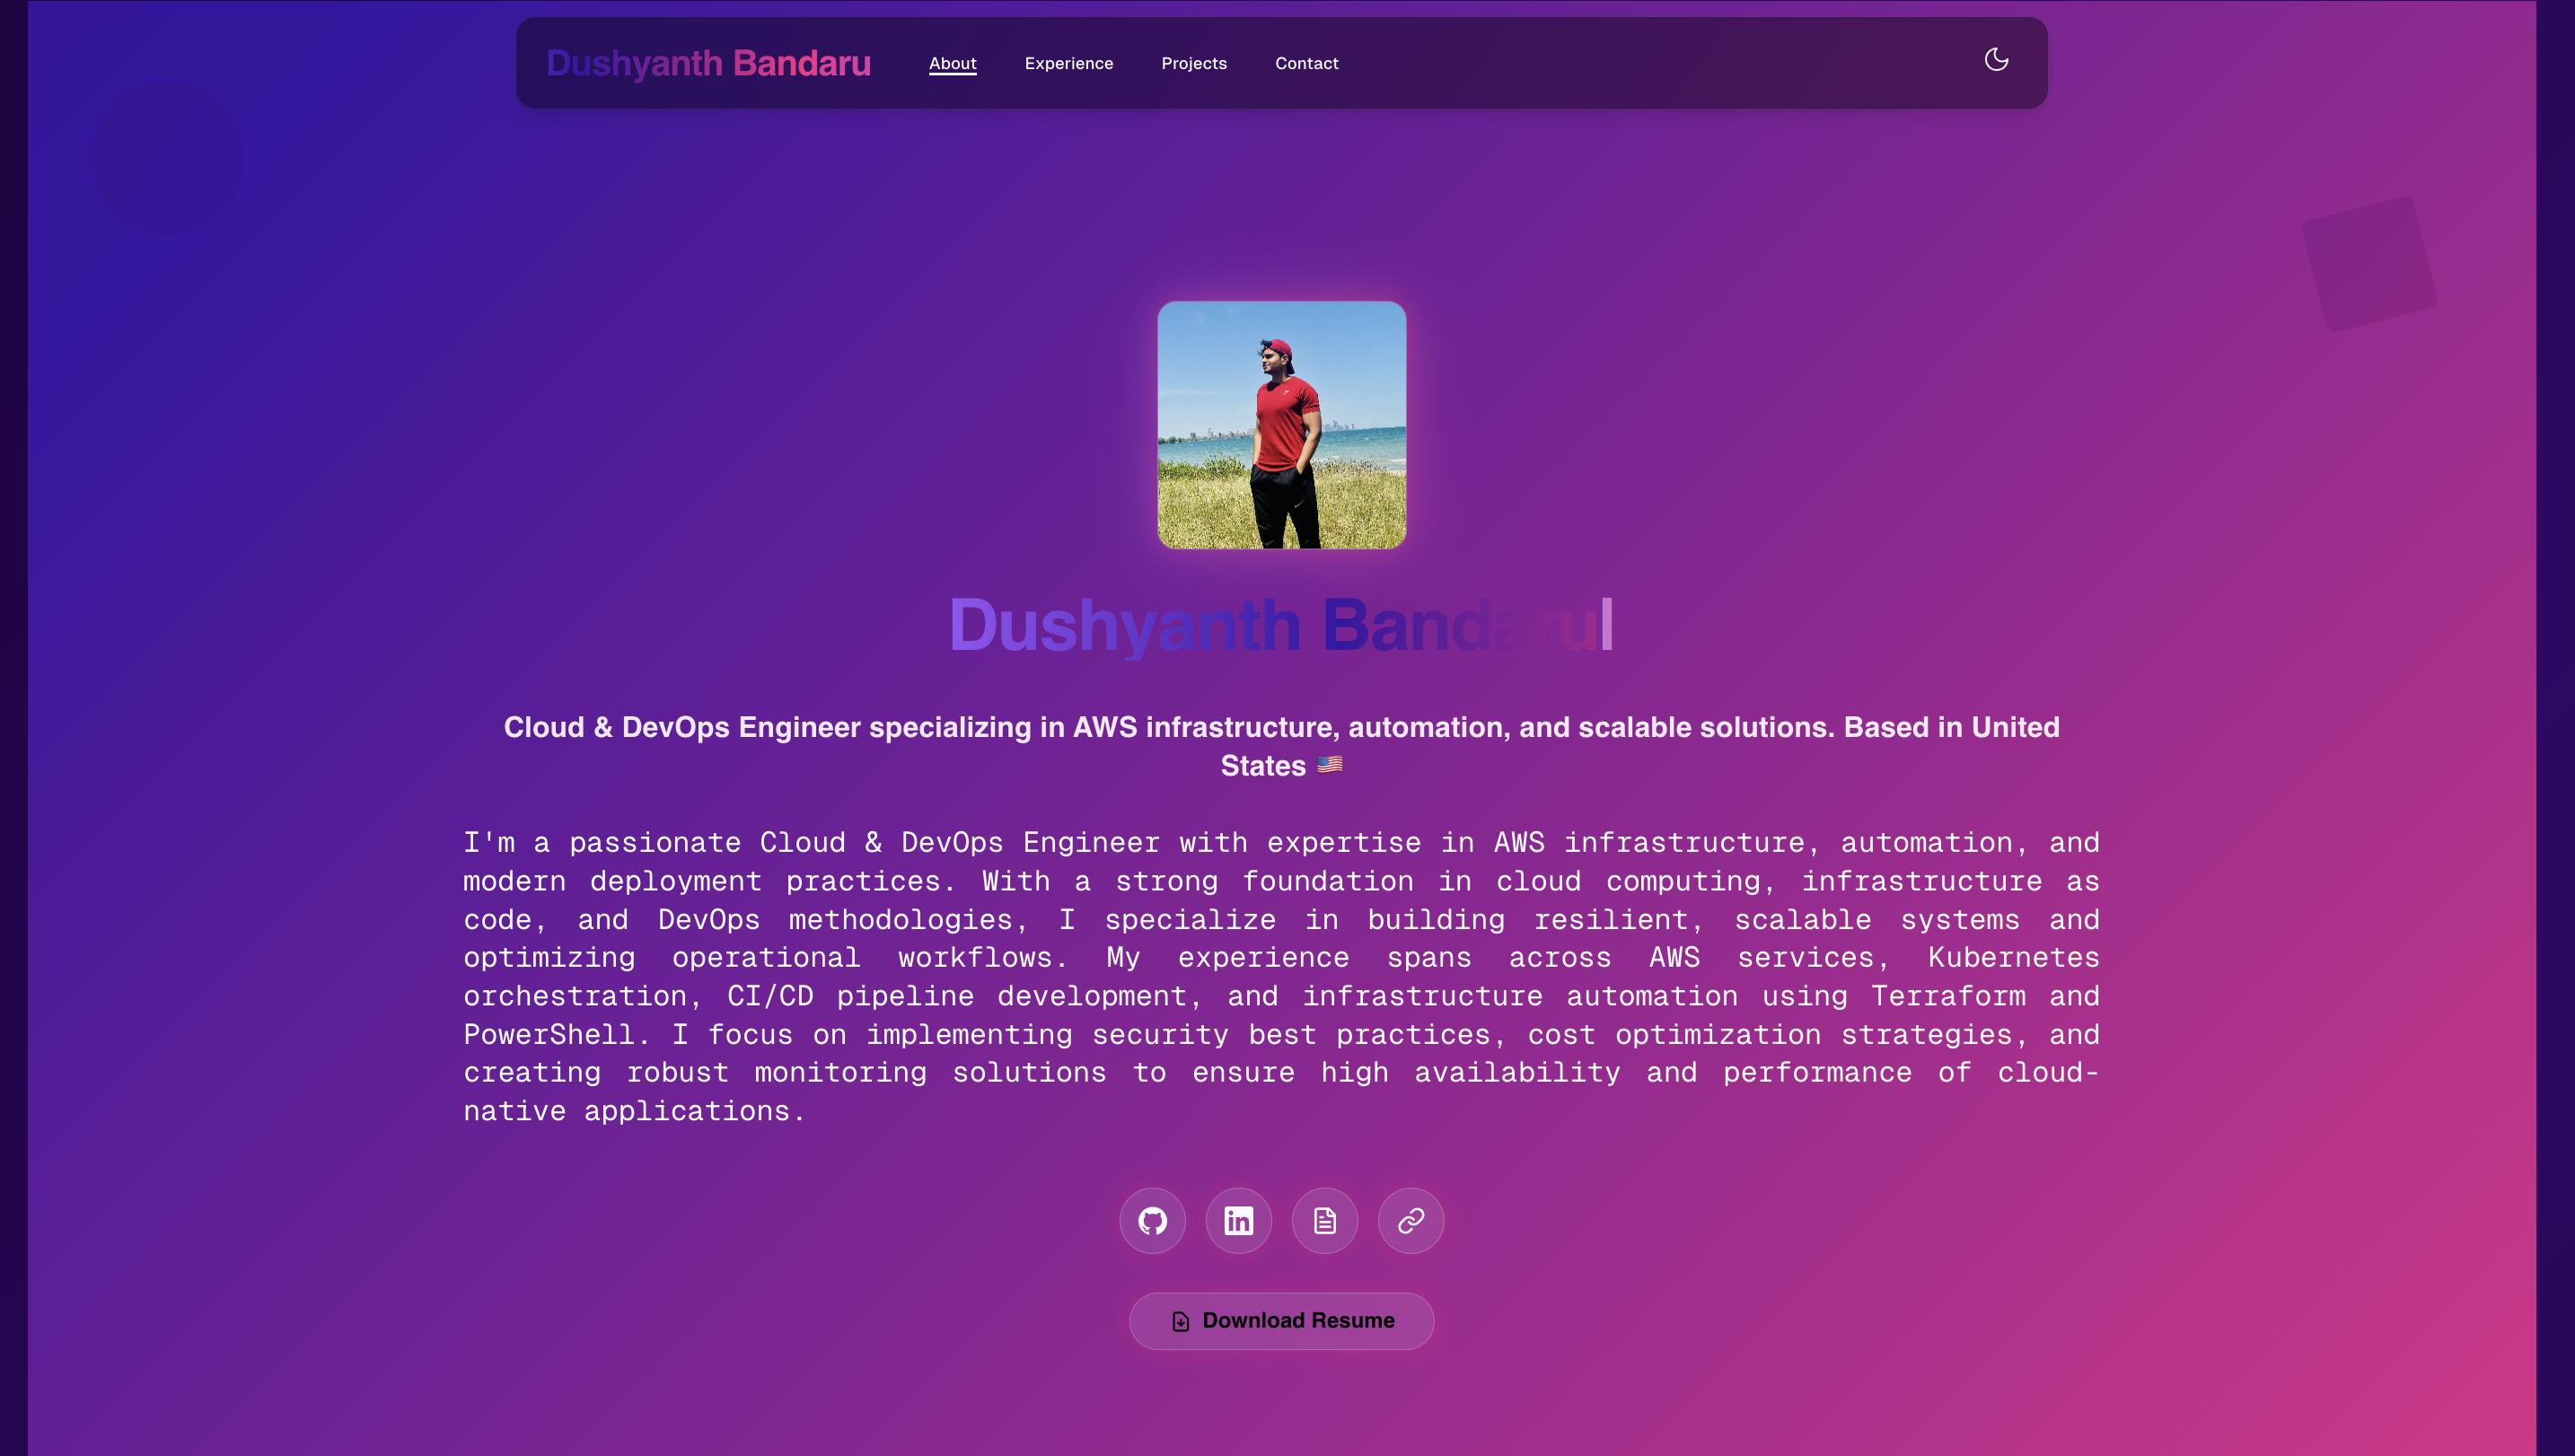 Dushyanth Bandaru About Experience Projects Contact
Dushyanth Bandaru
Cloud & DevOps Engineer specializing in AWS infrastructure, automation, and scalable solutions. Based in United
States 🇺🇸
I'm a passionate Cloud & DevOps Engineer with expertise in AWS infrastructure, automation, and
modern deployment practices. With a strong foundation in cloud computing, infrastructure as
code, and DevOps methodologies, I specialize in building resilient, scalable systems and
optimizing operational workflows. My experience spans across AWS services, Kubernetes
orchestration, CI/CD pipeline development, and infrastructure automation using Terraform and
PowerShell. I focus on implementing security best practices, cost optimization strategies, and
creating robust monitoring solutions to ensure high availability and performance of cloud-
native applications.
in
Download Resume